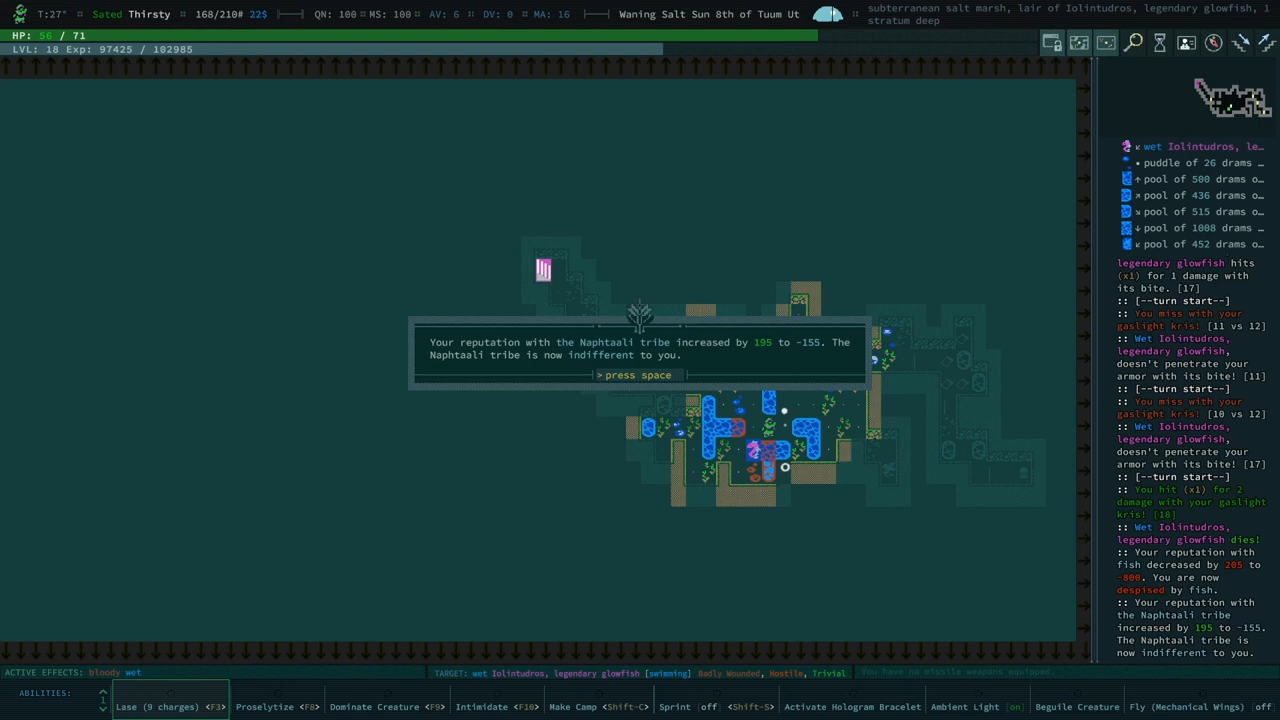 T:27° Sated Thirsty 168/210# 22$ QN: 100 MS: 100 AV: 6 DV: 0 MA: 16 Waning Salt Sun 8th of Tuum Ut
subterranean salt marsh, lair of Iolintudros, legendary glowfish, 1
stratum deep
HP: 56 / 71
LVL: 18 Exp: 97425 / 102985
wet Iolintudros, le…
puddle of 26 drams …
pool of 500 drams o…
pool of 436 drams o…
pool of 515 drams o…
pool of 1008 drams …
pool of 452 drams o…
legendary glowfish hits
(x1) for 1 damage with
its bite. [17]
:: [--turn start--]
:: You miss with your
gaslight kris! [11 vs 12]
:: Wet Iolintudros,
legendary glowfish,
doesn't penetrate your
armor with its bite! [11]
:: [--turn start--]
:: You miss with your
gaslight kris! [10 vs 12]
:: Wet Iolintudros,
legendary glowfish,
doesn't penetrate your
armor with its bite! [17]
:: [--turn start--]
:: You hit (x1) for 2
damage with your gaslight
kris! [18]
:: Wet Iolintudros,
legendary glowfish dies!
:: Your reputation with
fish decreased by 205 to
-800. You are now
despised by fish.
:: Your reputation with
the Naphtaali tribe
increased by 195 to -155.
The Naphtaali tribe is
now indifferent to you.
Your reputation with the Naphtaali tribe increased by 195 to -155. The
Naphtaali tribe is now indifferent to you.
> press space
ACTIVE EFFECTS: bloody wet
TARGET: wet Iolintudros, legendary glowfish [swimming] Badly Wounded, Hostile, Trivial
You have no missile weapons equipped.
ABILITIES: 1 Lase (9 charges) <F3> Proselytize <F8> Dominate Creature <F9> Intimidate <F10> Make Camp <Shift-C> Sprint [off] <Shift-S> Activate Hologram Bracelet Ambient Light [on] Beguile Creature Fly (Mechanical Wings) [off